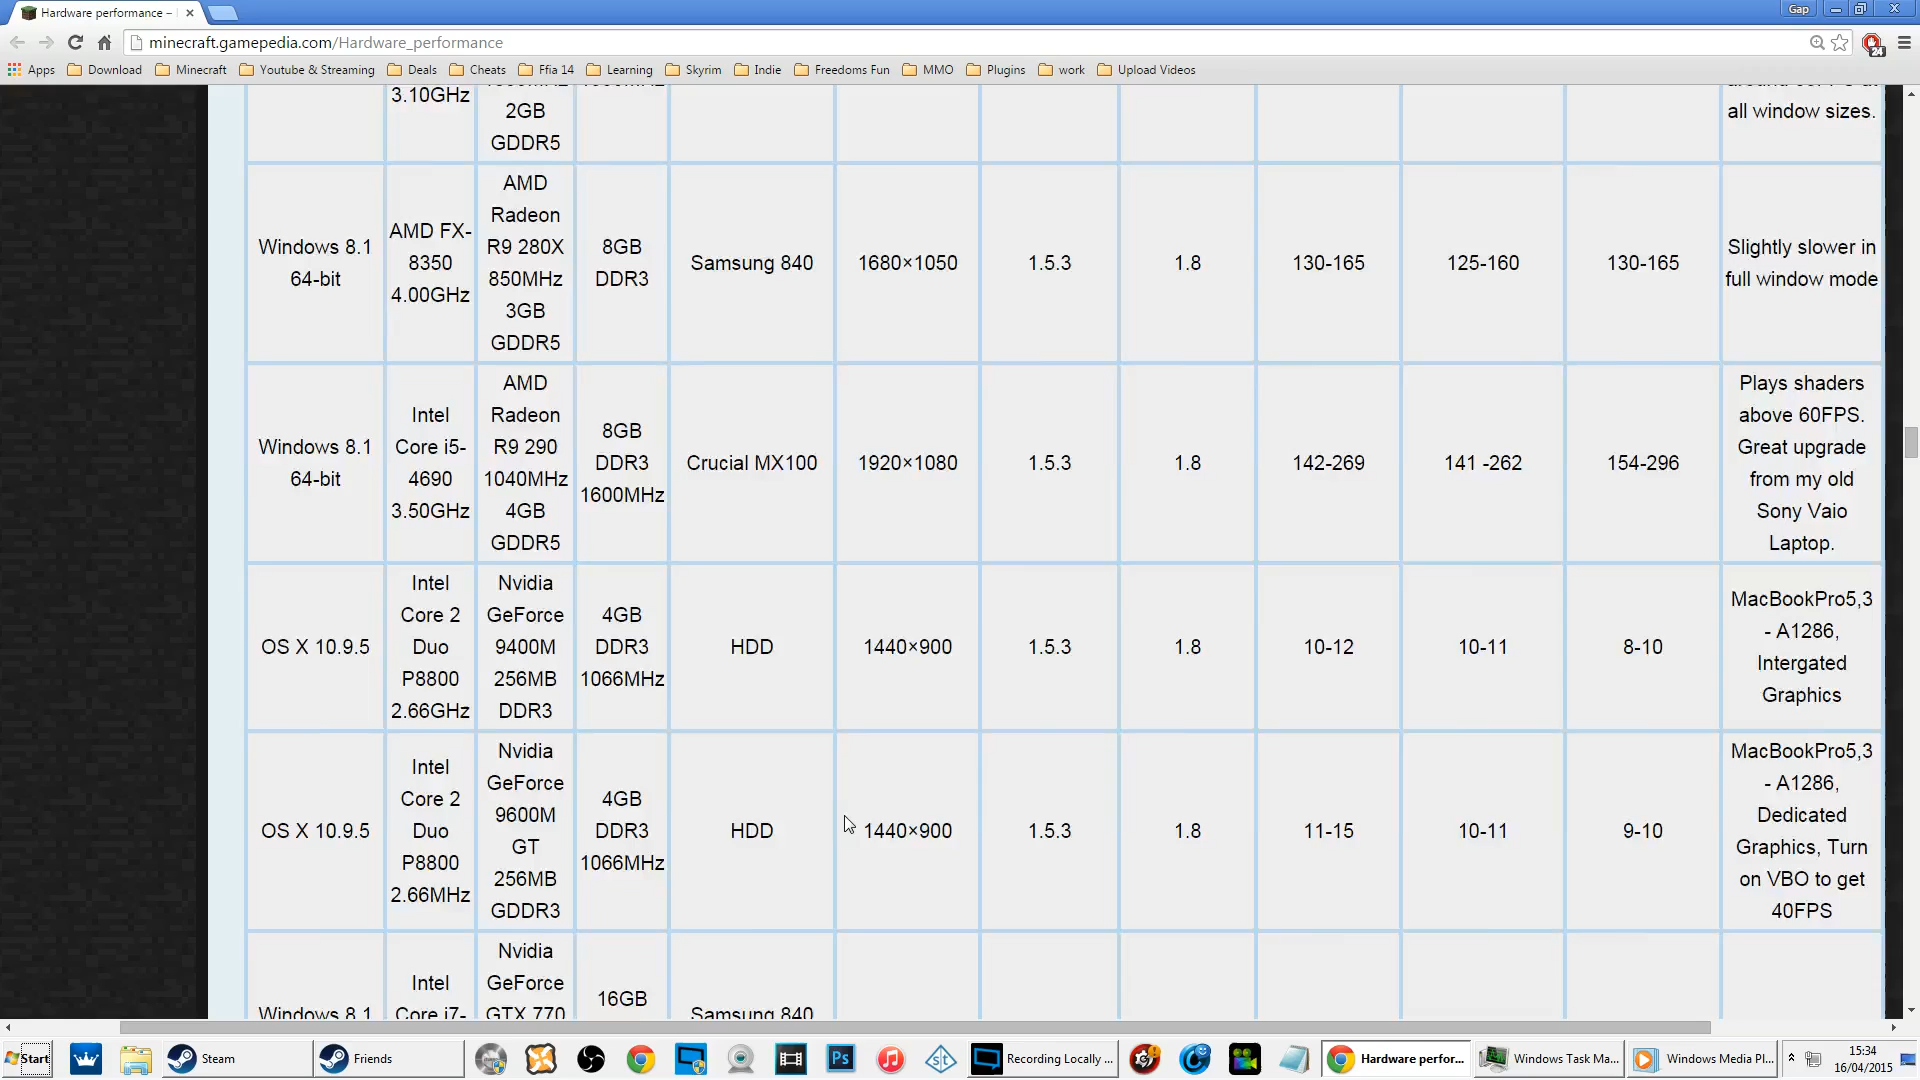 Hardware performance –
Gap
minecraft.gamepedia.com/Hardware_performance
24
Apps Download Minecraft Youtube & Streaming Deals Cheats Ffia 14 Learning Skyrim Indie Freedoms Fun MMO Plugins work Upload Videos
3.10GHz
2GB
GDDR5
all window sizes.
Windows 8.1
64-bit
AMD FX-
8350
4.00GHz
AMD
Radeon
R9 280X
850MHz
3GB
GDDR5
8GB
DDR3
Samsung 840
1680×1050
1.5.3
1.8
130-165
125-160
130-165
Slightly slower in
full window mode
Windows 8.1
64-bit
Intel
Core i5-
4690
3.50GHz
AMD
Radeon
R9 290
1040MHz
4GB
GDDR5
8GB
DDR3
1600MHz
Crucial MX100
1920×1080
1.5.3
1.8
142-269
141 -262
154-296
Plays shaders
above 60FPS.
Great upgrade
from my old
Sony Vaio
Laptop.
OS X 10.9.5
Intel
Core 2
Duo
P8800
2.66GHz
Nvidia
GeForce
9400M
256MB
DDR3
4GB
DDR3
1066MHz
HDD
1440×900
1.5.3
1.8
10-12
10-11
8-10
MacBookPro5,3
- A1286,
Intergated
Graphics
OS X 10.9.5
Intel
Core 2
Duo
P8800
2.66MHz
Nvidia
GeForce
9600M
GT
256MB
GDDR3
4GB
DDR3
1066MHz
HDD
1440×900
1.5.3
1.8
11-15
10-11
9-10
MacBookPro5,3
- A1286,
Dedicated
Graphics, Turn
on VBO to get
40FPS
Windows 8.1
Intel
Core i7-
Nvidia
GeForce
GTX 770
16GB
Samsung 840
Start
Steam
Friends
Ps
st
Recording Locally ...
Hardware perfor...
Windows Task Ma...
Windows Media Pl...
15:34
16/04/2015